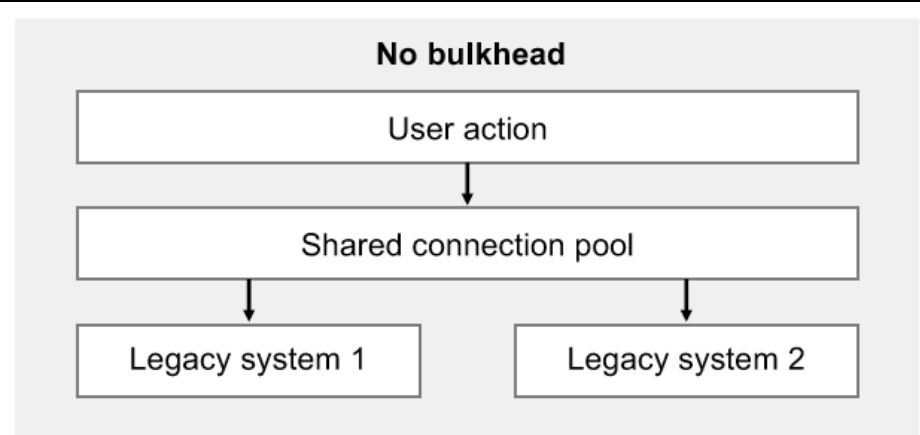 No bulkhead
User action
Shared connection pool
Legacy system 1
Legacy system 2